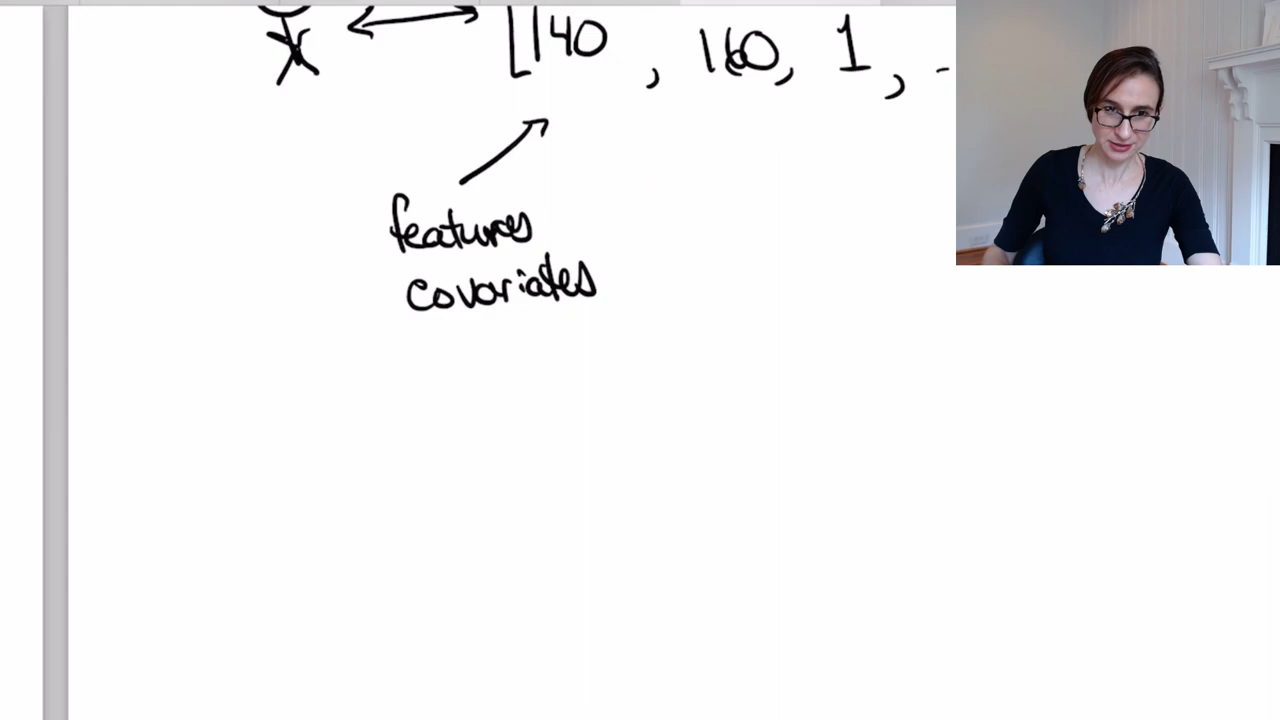 [140 , 160, 1, -
features
covariates